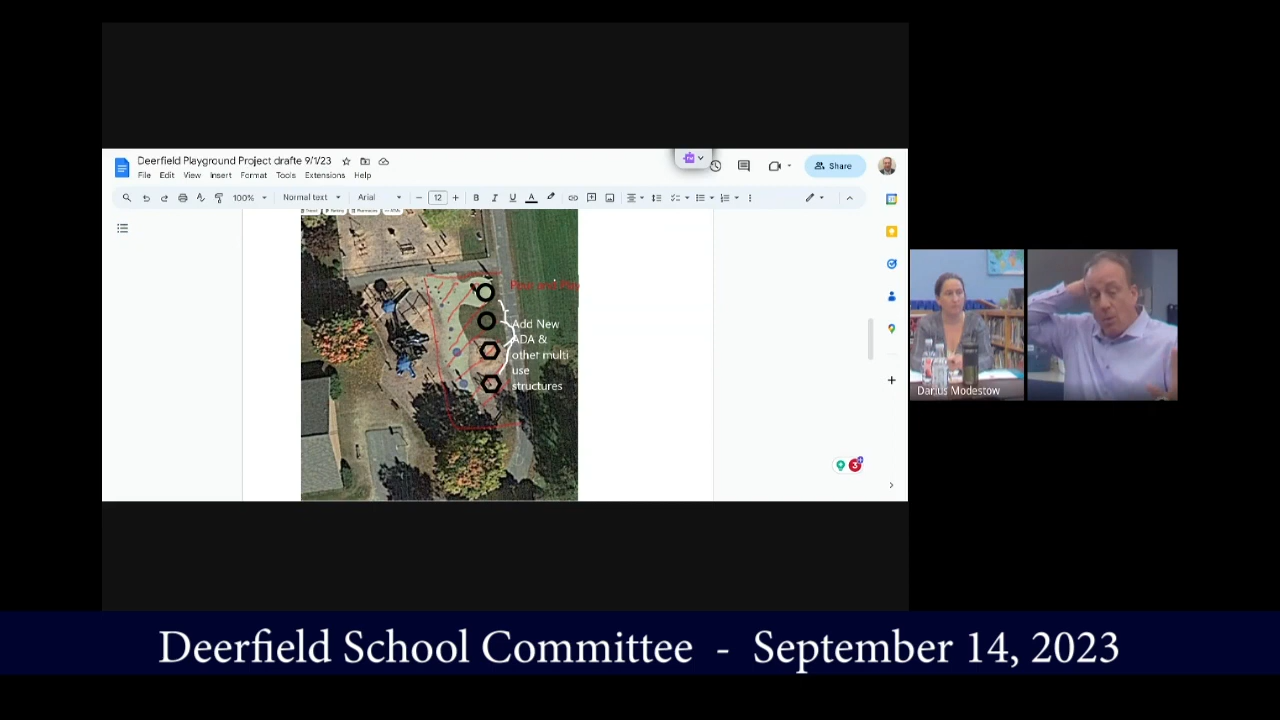 Deerfield Playground Project drafte 9/1/23
File Edit View Insert Format Tools Extensions Help
Share
100% Normal text Arial 12
Add New
ADA &
other multi
use
structures
3
Darius Modestow
Deerfield School Committee - September 14, 2023